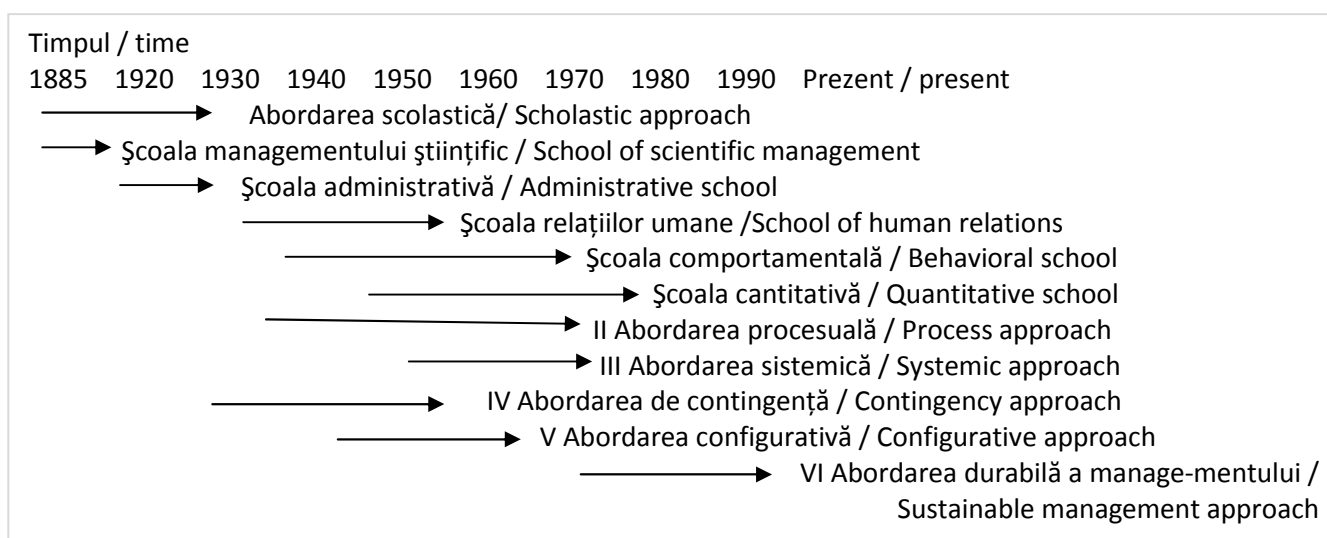 Timpul / time
1885 1920 1930 1940 1950 1960 1970 1980 1990 Prezent / present
Abordarea scolastică/ Scholastic approach
Şcoala managementului ştiințific / School of scientific management
Şcoala administrativă / Administrative school
Şcoala relațiilor umane /School of human relations
Şcoala comportamentală / Behavioral school
Şcoala cantitativă / Quantitative school
II Abordarea procesuală / Process approach
III Abordarea sistemică / Systemic approach
IV Abordarea de contingență / Contingency approach
V Abordarea configurativă / Configurative approach
VI Abordarea durabilă a manage-mentului /
Sustainable management approach